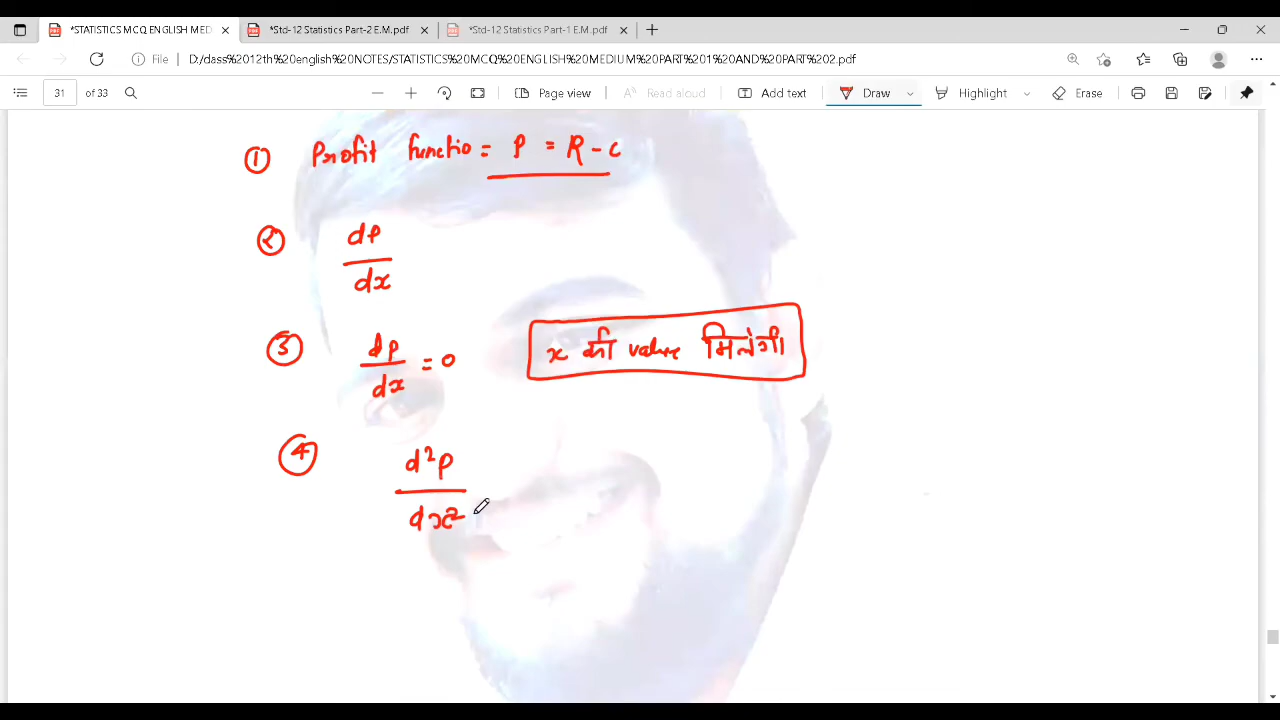 *STATISTICS MCQ ENGLISH MED
*Std-12 Statistics Part-2 E.M.pdf
*Std-12 Statistics Part-1 E.M.pdf
File
D:/dass%2012th%20english%20NOTES/STATISTICS%20MCQ%20ENGLISH%20MEDIUM%20PART%201%20AND%20PART%202.pdf
31 of 33
Page view
Read aloud
Add text
Draw
Highlight
Erase
① Profit functio = P = R - C
② dP
dx
③ dp
dx = 0
x की value मिलेगी।
④ d²p
dx²